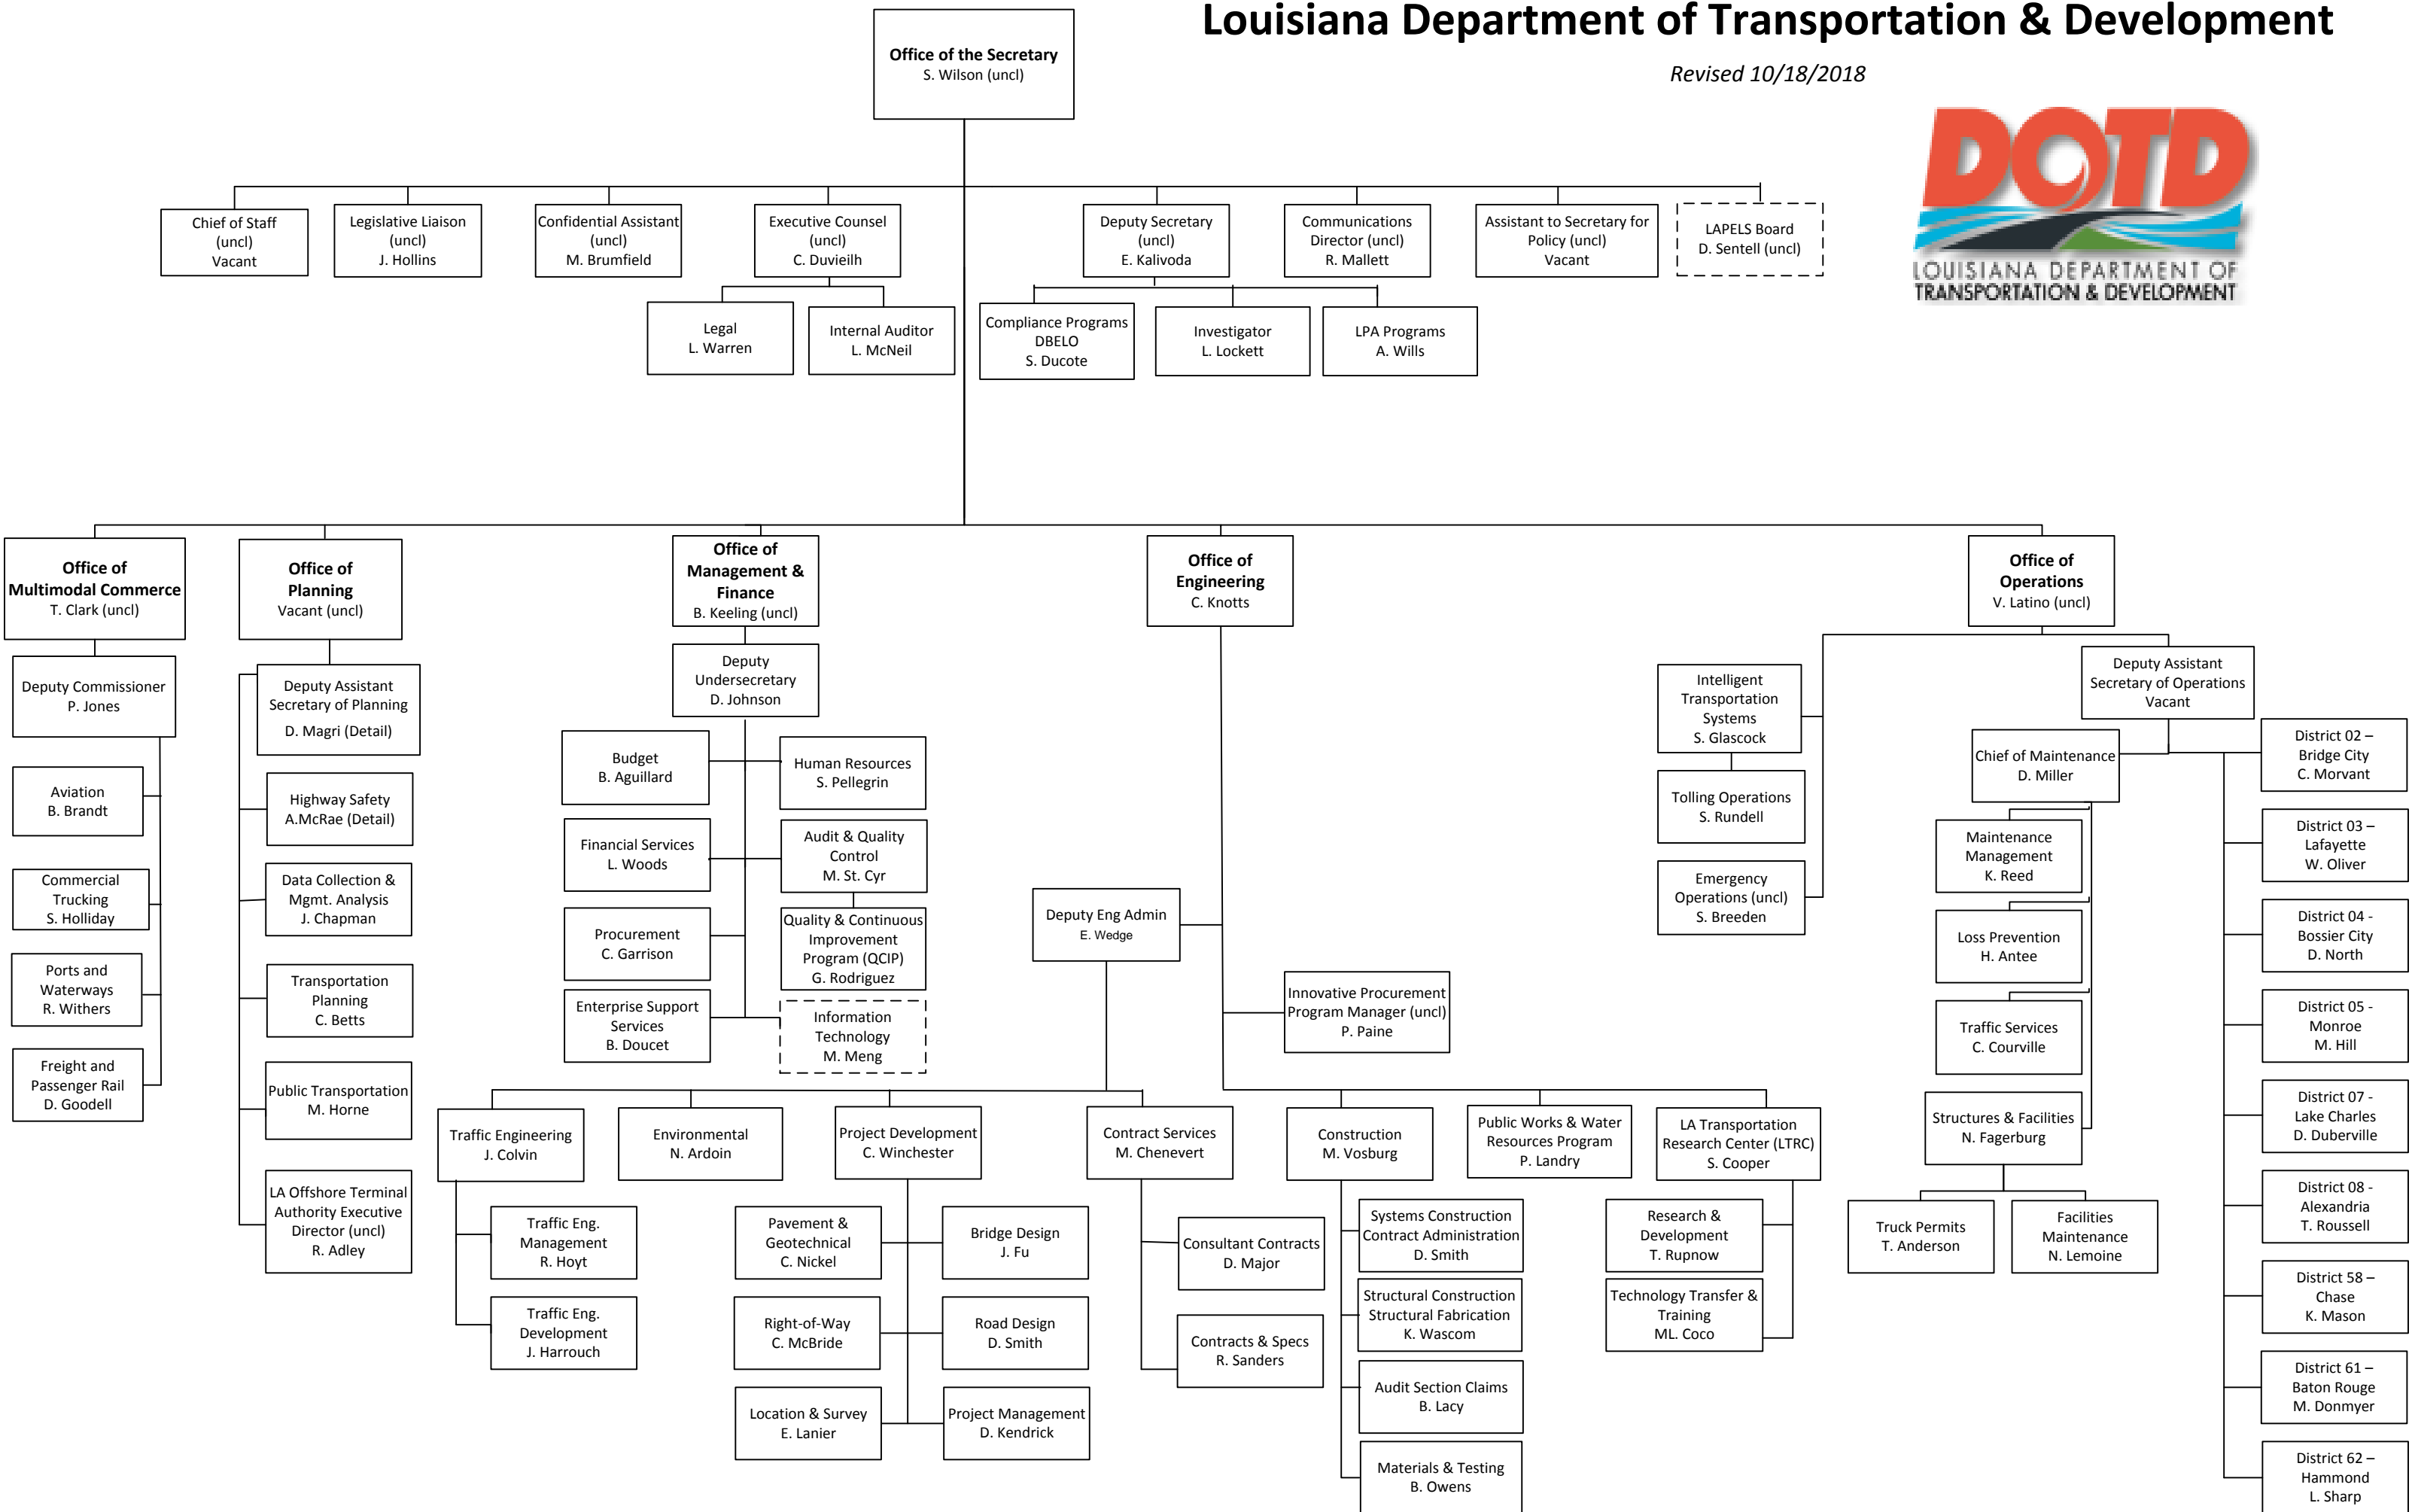 Louisiana Department of Transportation & Development
Revised 10/18/2018
DOTD
LOUISIANA DEPARTMENT OF
TRANSPORTATION & DEVELOPMENT
Office of the Secretary
S. Wilson (uncl)
Chief of Staff
(uncl)
Vacant
Legislative Liaison
(uncl)
J. Hollins
Confidential Assistant
(uncl)
M. Brumfield
Executive Counsel
(uncl)
C. Duvieilh
Deputy Secretary
(uncl)
E. Kalivoda
Communications
Director (uncl)
R. Mallett
Assistant to Secretary for
Policy (uncl)
Vacant
LAPELS Board
D. Sentell (uncl)
Legal
L. Warren
Internal Auditor
L. McNeil
Compliance Programs
DBELO
S. Ducote
Investigator
L. Lockett
LPA Programs
A. Wills
Office of
Multimodal Commerce
T. Clark (uncl)
Deputy Commissioner
P. Jones
Aviation
B. Brandt
Commercial
Trucking
S. Holliday
Ports and
Waterways
R. Withers
Freight and
Passenger Rail
D. Goodell
Office of
Planning
Vacant (uncl)
Deputy Assistant
Secretary of Planning
D. Magri (Detail)
Highway Safety
A.McRae (Detail)
Data Collection &
Mgmt. Analysis
J. Chapman
Transportation
Planning
C. Betts
Public Transportation
M. Horne
LA Offshore Terminal
Authority Executive
Director (uncl)
R. Adley
Office of
Management &
Finance
B. Keeling (uncl)
Deputy
Undersecretary
D. Johnson
Budget
B. Aguillard
Human Resources
S. Pellegrin
Financial Services
L. Woods
Audit & Quality
Control
M. St. Cyr
Procurement
C. Garrison
Quality & Continuous
Improvement
Program (QCIP)
G. Rodriguez
Enterprise Support
Services
B. Doucet
Information
Technology
M. Meng
Office of
Engineering
C. Knotts
Deputy Eng Admin
E. Wedge
Innovative Procurement
Program Manager (uncl)
P. Paine
Traffic Engineering
J. Colvin
Traffic Eng.
Management
R. Hoyt
Traffic Eng.
Development
J. Harrouch
Environmental
N. Ardoin
Project Development
C. Winchester
Pavement &
Geotechnical
C. Nickel
Bridge Design
J. Fu
Right-of-Way
C. McBride
Road Design
D. Smith
Location & Survey
E. Lanier
Project Management
D. Kendrick
Contract Services
M. Chenevert
Consultant Contracts
D. Major
Contracts & Specs
R. Sanders
Construction
M. Vosburg
Systems Construction
Contract Administration
D. Smith
Structural Construction
Structural Fabrication
K. Wascom
Audit Section Claims
B. Lacy
Materials & Testing
B. Owens
Public Works & Water
Resources Program
P. Landry
LA Transportation
Research Center (LTRC)
S. Cooper
Research &
Development
T. Rupnow
Technology Transfer &
Training
ML. Coco
Office of
Operations
V. Latino (uncl)
Intelligent
Transportation
Systems
S. Glascock
Tolling Operations
S. Rundell
Emergency
Operations (uncl)
S. Breeden
Deputy Assistant
Secretary of Operations
Vacant
Chief of Maintenance
D. Miller
Maintenance
Management
K. Reed
Loss Prevention
H. Antee
Traffic Services
C. Courville
Structures & Facilities
N. Fagerburg
Truck Permits
T. Anderson
Facilities
Maintenance
N. Lemoine
District 02 –
Bridge City
C. Morvant
District 03 –
Lafayette
W. Oliver
District 04 -
Bossier City
D. North
District 05 -
Monroe
M. Hill
District 07 -
Lake Charles
D. Duberville
District 08 -
Alexandria
T. Roussell
District 58 –
Chase
K. Mason
District 61 –
Baton Rouge
M. Donmyer
District 62 –
Hammond
L. Sharp